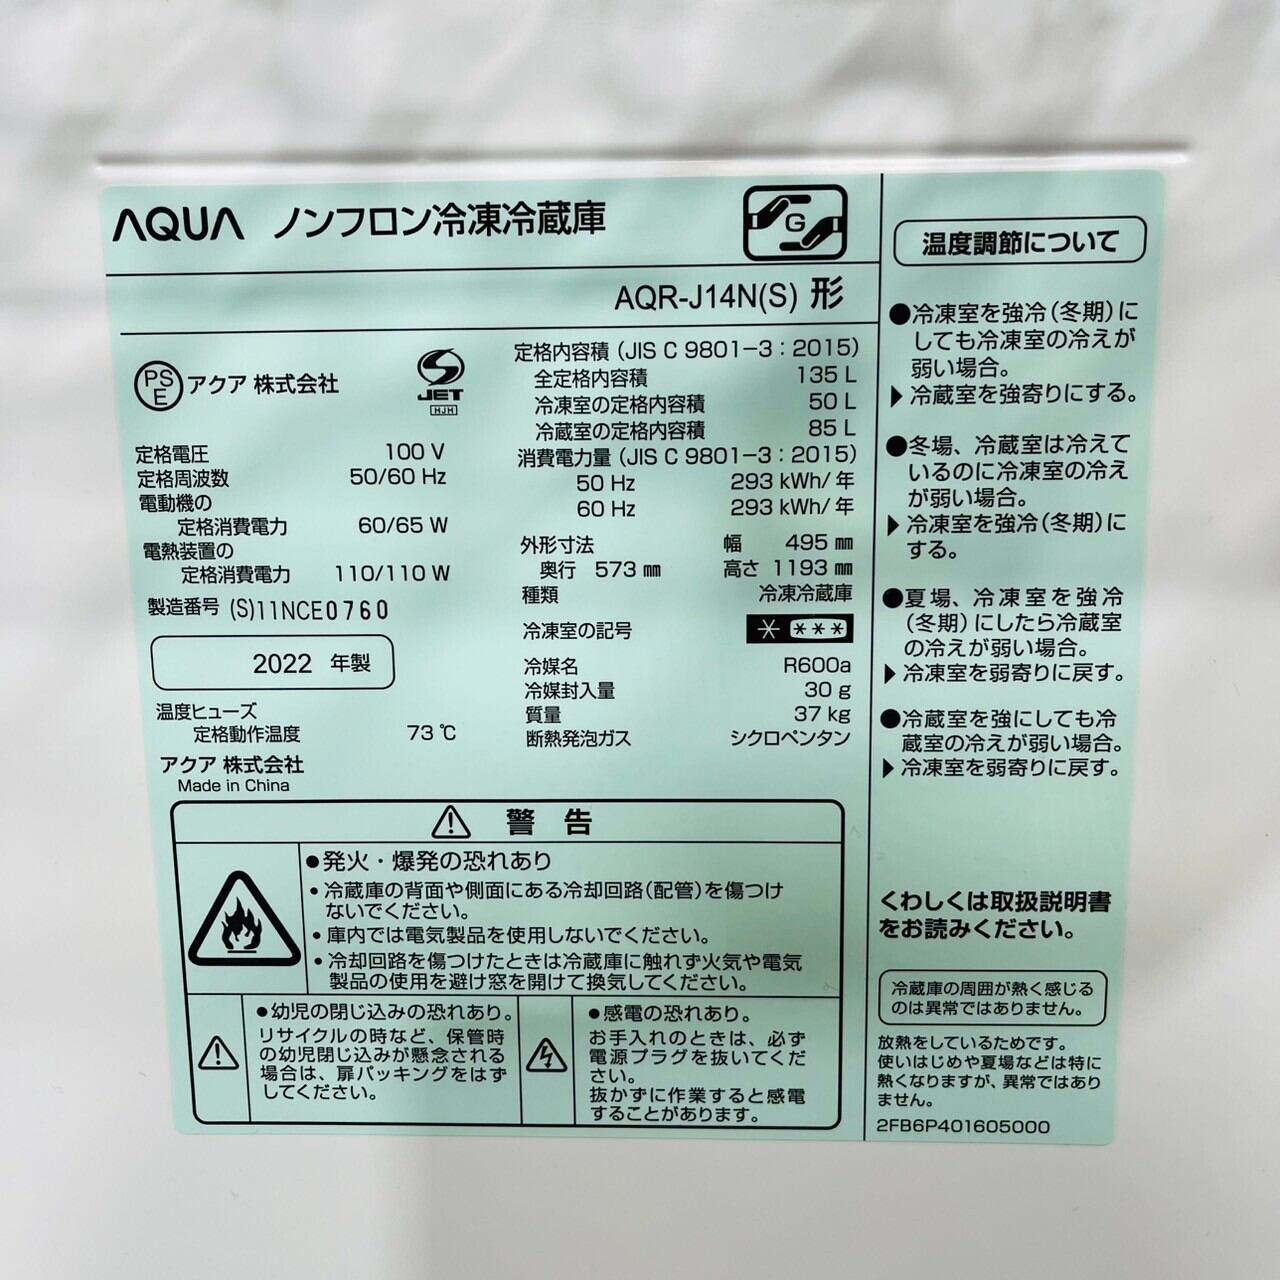 AQUA ノンフロン冷凍冷蔵庫
G
AQR-J14N(S) 形
PS
E
アクア 株式会社
JET
HJH
定格電圧 100 V
定格周波数 50/60 Hz
電動機の
定格消費電力 60/65 W
電熱装置の
定格消費電力 110/110 W
製造番号 (S)11NCE0760
2022 年製
温度ヒューズ
定格動作温度 73 ℃
アクア 株式会社
Made in China
定格内容積 (JIS C 9801-3:2015)
全定格内容積 135 L
冷凍室の定格内容積 50 L
冷蔵室の定格内容積 85 L
消費電力量 (JIS C 9801-3:2015)
50 Hz 293 kWh/年
60 Hz 293 kWh/年
外形寸法 幅 495 ㎜
奥行 573 ㎜ 高さ 1193 ㎜
種類 冷凍冷蔵庫
冷凍室の記号 * ***
冷媒名 R600a
冷媒封入量 30 g
質量 37 kg
断熱発泡ガス シクロペンタン
⚠ 警告
●発火・爆発の恐れあり
・冷蔵庫の背面や側面にある冷却回路(配管)を傷つけ
ないでください。
・庫内では電気製品を使用しないでください。
・冷却回路を傷つけたときは冷蔵庫に触れず火気や電気
製品の使用を避け窓を開けて換気してください。
●幼児の閉じ込みの恐れあり。
リサイクルの時など、保管時
の幼児閉じ込みが懸念される
場合は、扉パッキングをはず
してください。
●感電の恐れあり。
お手入れのときは、必ず
電源プラグを抜いてくだ
さい。
抜かずに作業すると感電
することがあります。
温度調節について
●冷凍室を強冷(冬期)に
しても冷凍室の冷えが
弱い場合。
▶冷蔵室を強寄りにする。
●冬場、冷蔵室は冷えて
いるのに冷凍室の冷え
が弱い場合。
▶冷凍室を強冷(冬期)に
する。
●夏場、冷凍室を強冷
(冬期)にしたら冷蔵室
の冷えが弱い場合。
▶冷凍室を弱寄りに戻す。
●冷蔵室を強にしても冷
蔵室の冷えが弱い場合。
▶冷凍室を弱寄りに戻す。
くわしくは取扱説明書
をお読みください。
冷蔵庫の周囲が熱く感じる
のは異常ではありません。
放熱をしているためです。
使いはじめや夏場などは特に
熱くなりますが、異常ではあり
ません。
2FB6P401605000